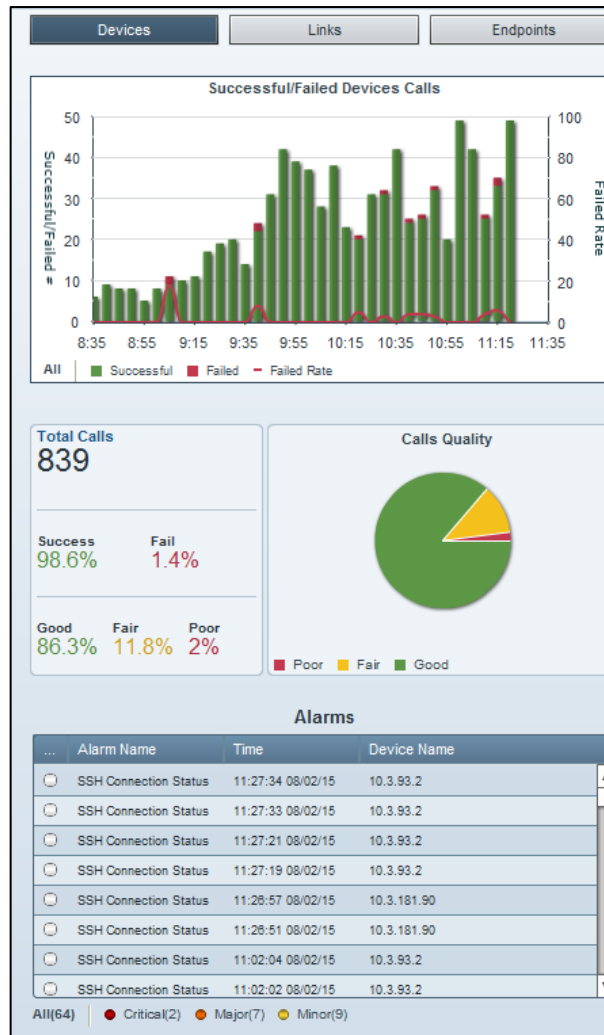 Devices Links Endpoints
Successful/Failed Devices Calls
50 100
40 80
30 60
20 40
10 20
0 0
Successful/Failed #
Failed Rate
8:35 8:55 9:15 9:35 9:55 10:15 10:35 10:55 11:15 11:35
All Successful Failed Failed Rate
Total Calls
839
Success Fail
98.6% 1.4%
Good Fair Poor
86.3% 11.8% 2%
Calls Quality
Poor Fair Good
Alarms
... Alarm Name Time Device Name
SSH Connection Status 11:27:34 08/02/15 10.3.93.2
SSH Connection Status 11:27:33 08/02/15 10.3.93.2
SSH Connection Status 11:27:21 08/02/15 10.3.93.2
SSH Connection Status 11:27:19 08/02/15 10.3.93.2
SSH Connection Status 11:26:57 08/02/15 10.3.181.90
SSH Connection Status 11:26:51 08/02/15 10.3.181.90
SSH Connection Status 11:02:04 08/02/15 10.3.93.2
SSH Connection Status 11:02:02 08/02/15 10.3.93.2
All(64) Critical(2) Major(7) Minor(9)